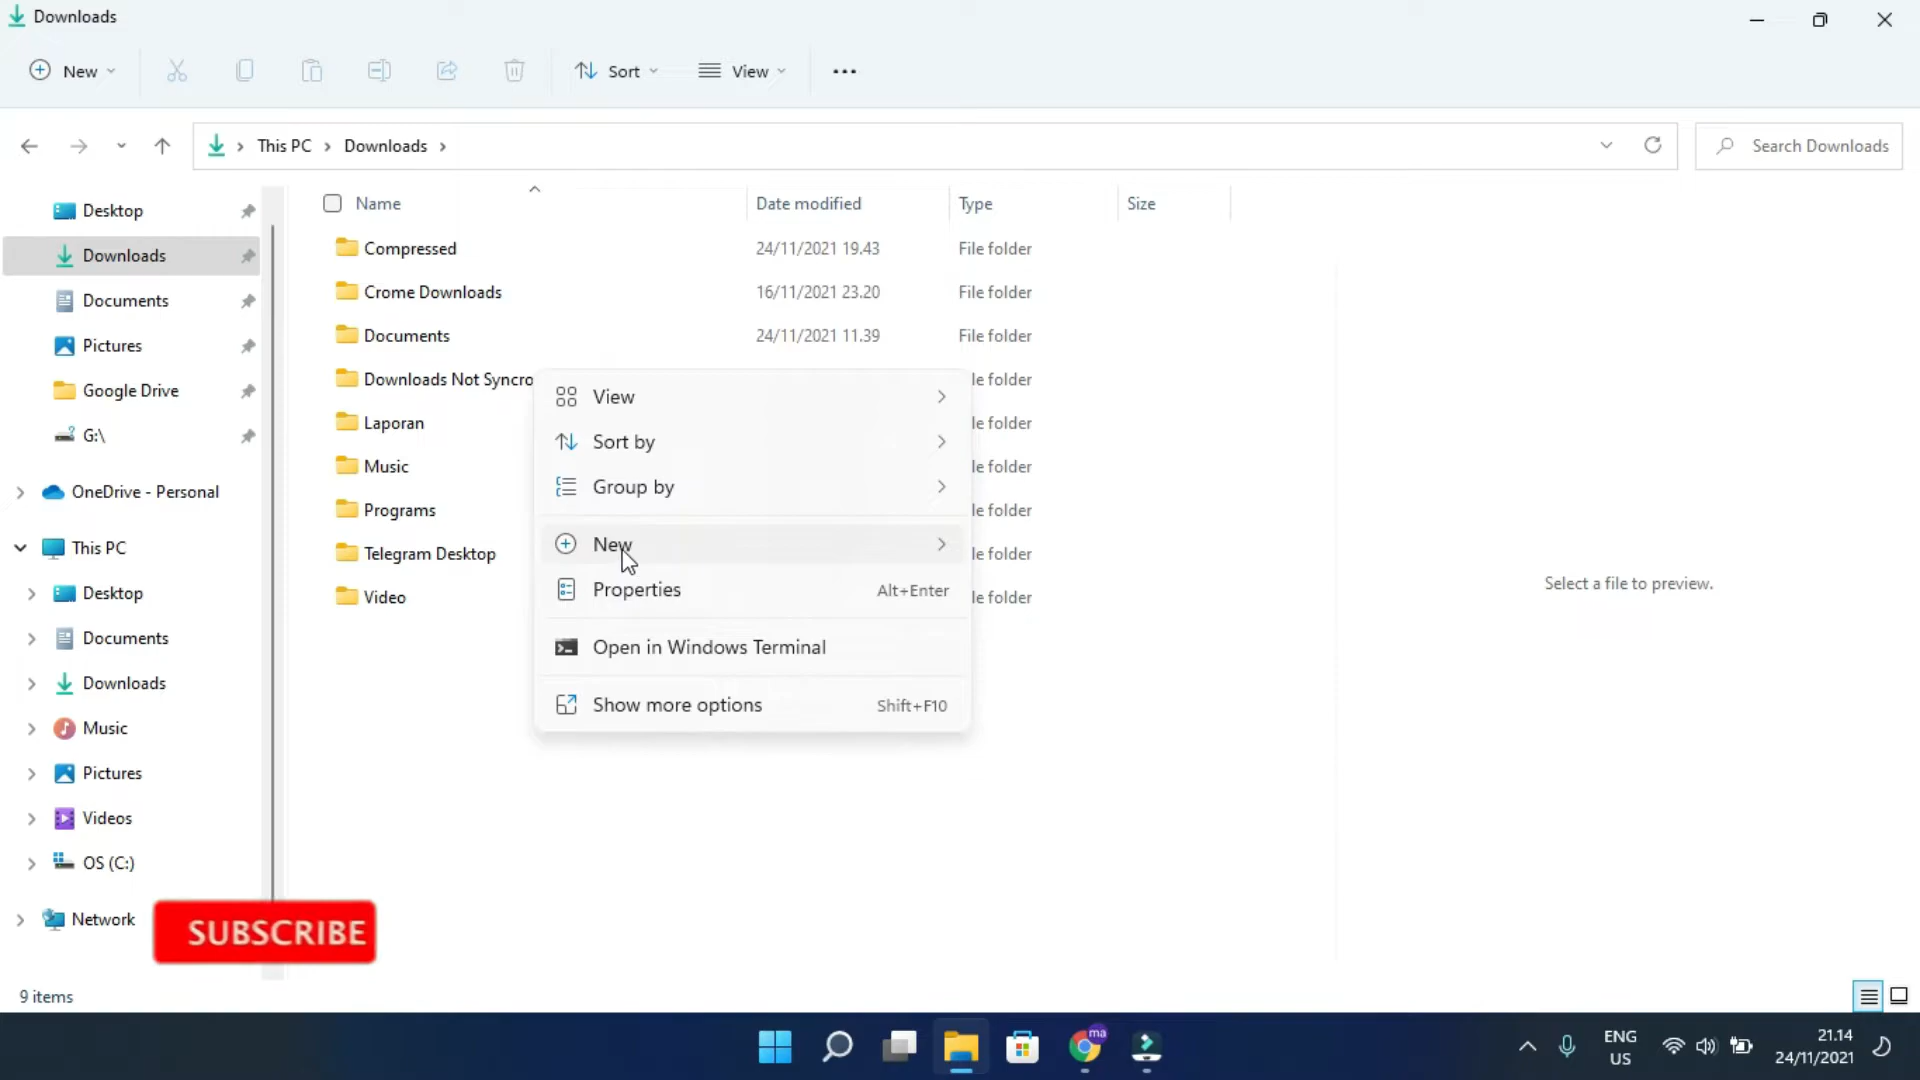 Downloads
New
Sort
View
This PC
Downloads
Search Downloads
Desktop
Downloads
Documents
Pictures
Google Drive
G:\
OneDrive - Personal
This PC
Desktop
Documents
Downloads
Music
Pictures
Videos
OS (C:)
Network
SUBSCRIBE
Name
Date modified
Type
Size
Compressed
24/11/2021 19.43
File folder
Crome Downloads
16/11/2021 23.20
File folder
Documents
24/11/2021 11.39
File folder
Downloads Not Syncro
le folder
Laporan
le folder
Music
le folder
Programs
le folder
Telegram Desktop
le folder
Video
le folder
View
Sort by
Group by
New
Properties
Alt+Enter
Open in Windows Terminal
Show more options
Shift+F10
Select a file to preview.
9 items
ma
ENG
US
21.14
24/11/2021